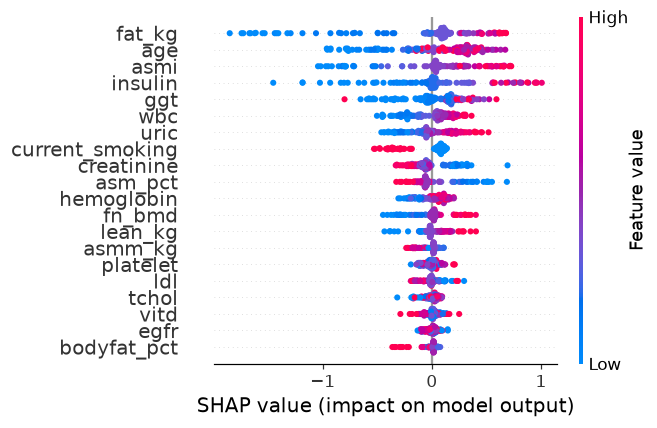 High
fat_kg
age
asmi
insulin
ggt
wbc
uric
current_smoking
creatinine
asm_pct
hemoglobin
fn_bmd
lean_kg
asmm_kg
platelet
ldl
tchol
vitd
egfr
bodyfat_pct
Feature value
Low
−1 0 1
SHAP value (impact on model output)